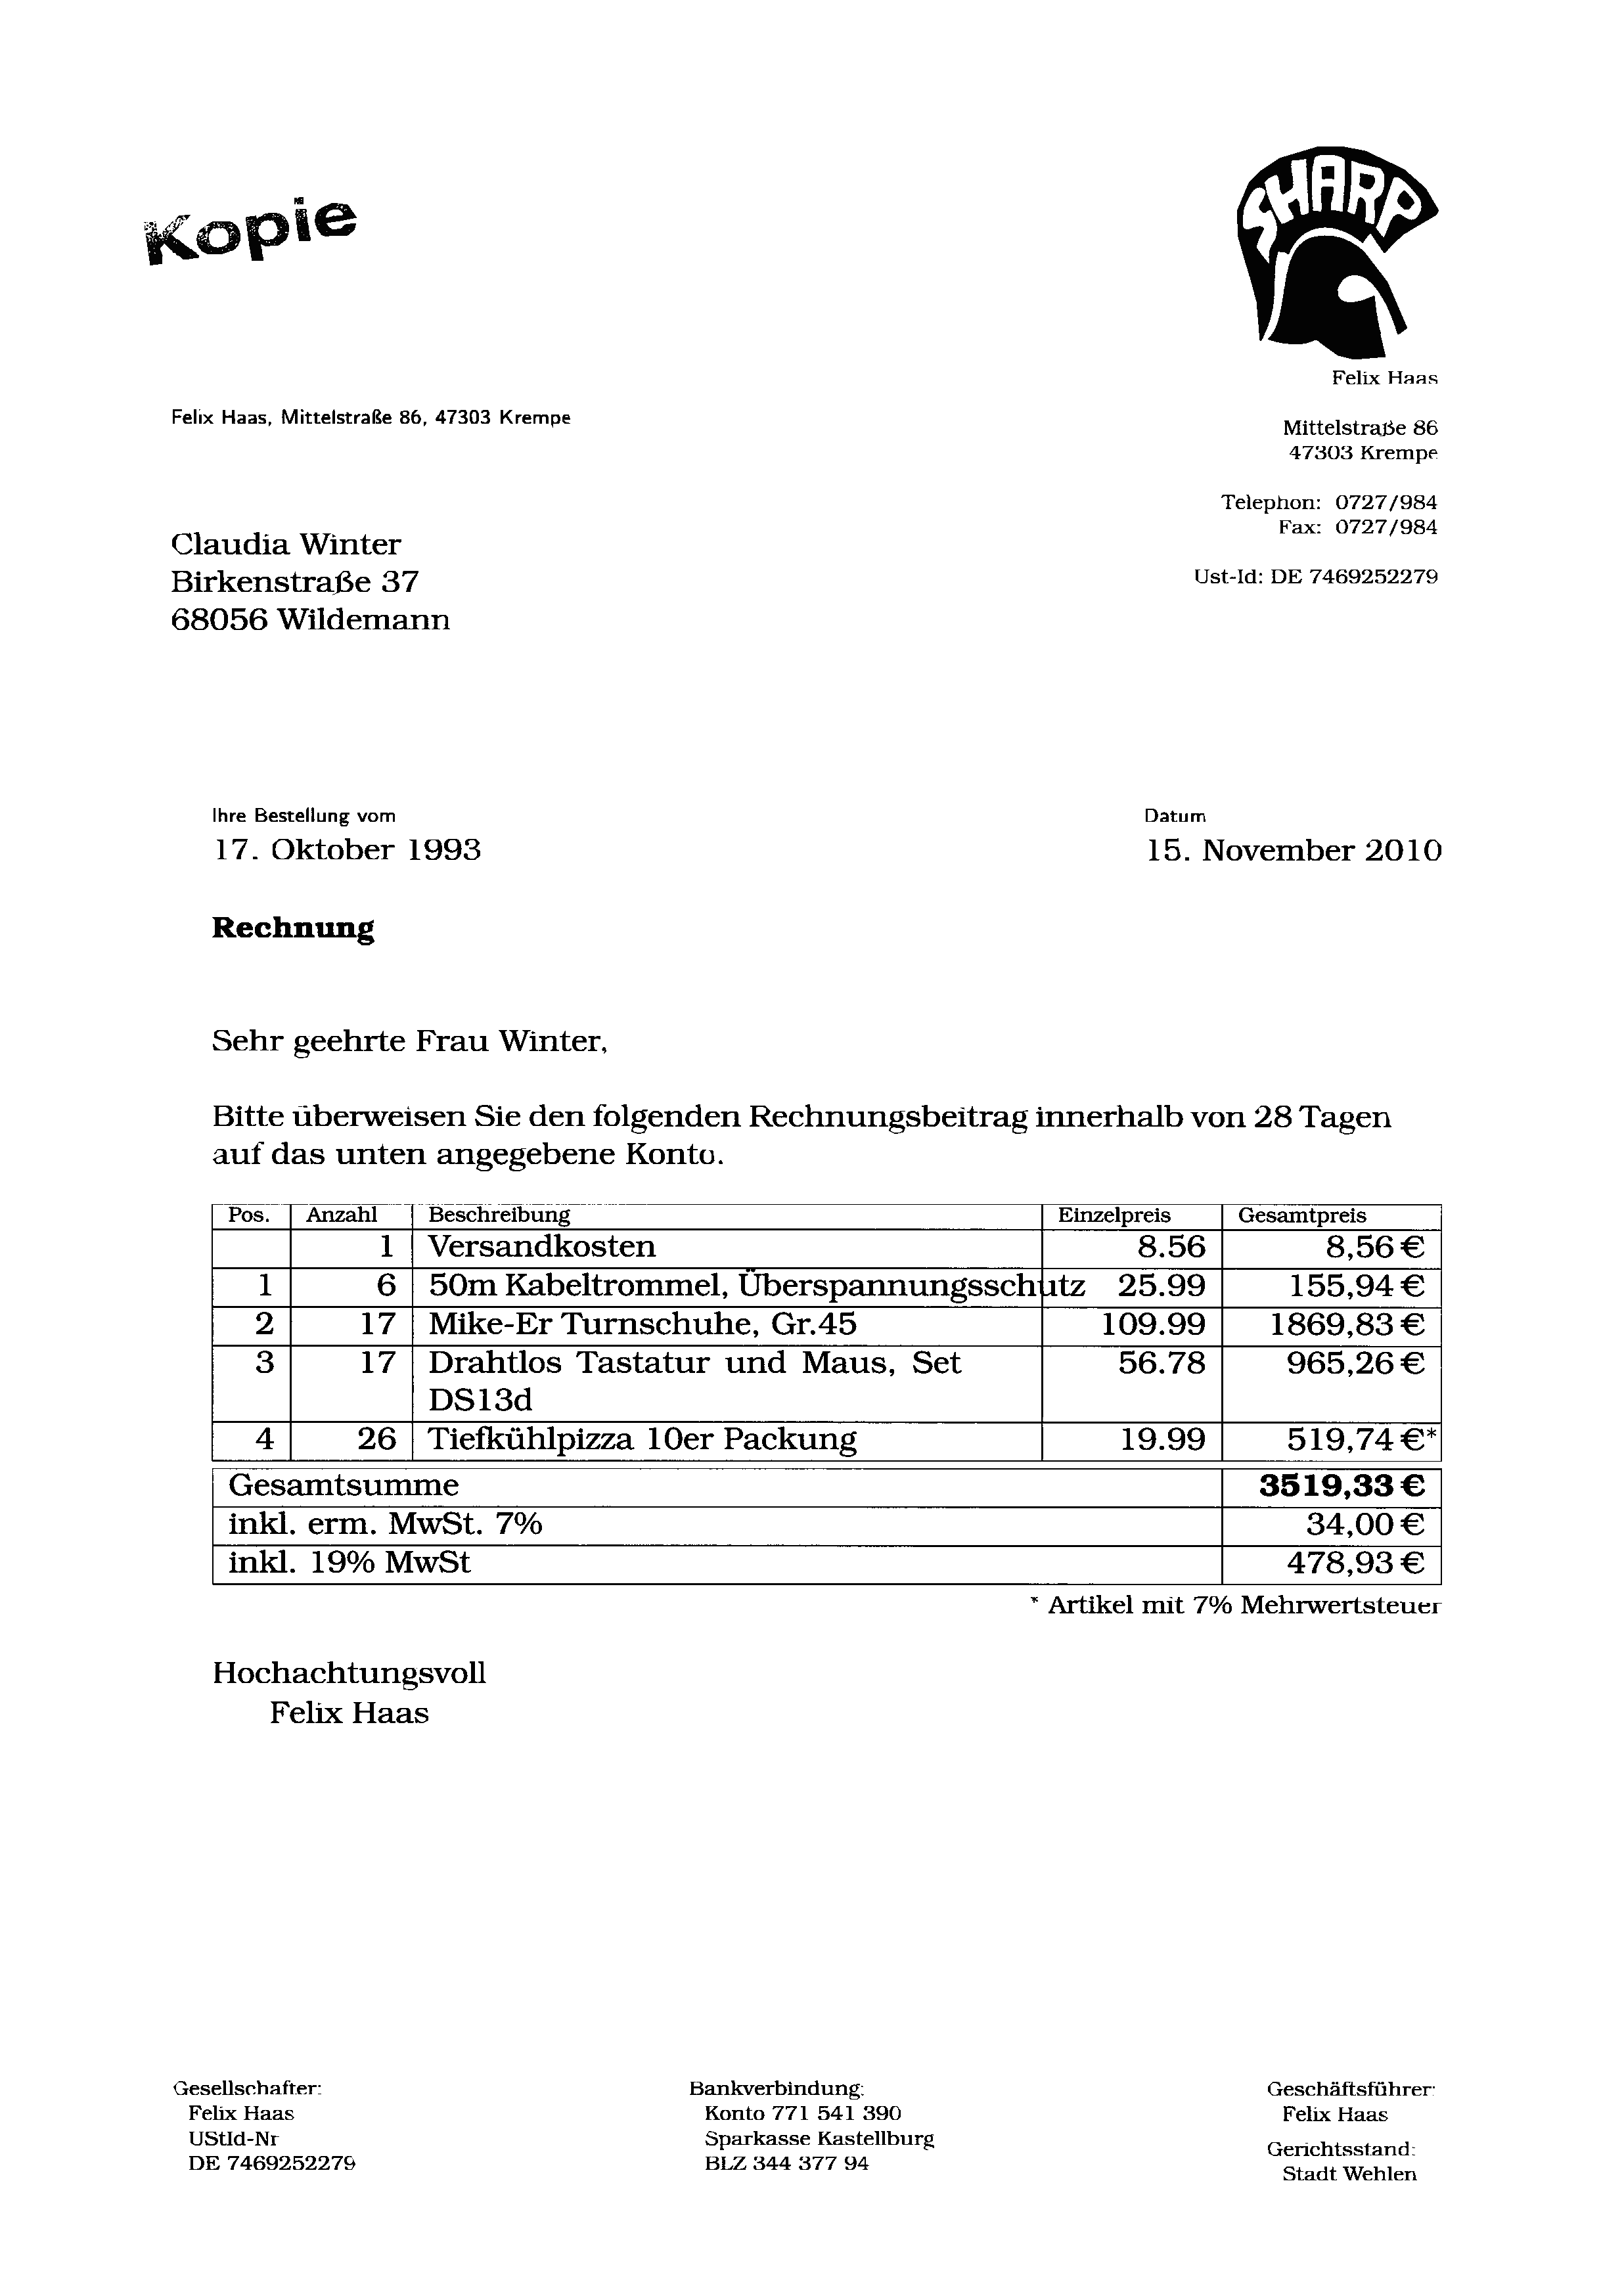 Kopie
SHARP
Felix Haas
Felix Haas, Mittelstraße 86, 47303 Krempe
Mittelstraße 86
47303 Krempe
Telephon: 0727/984
Fax: 0727/984
Ust-Id: DE 7469252279
Claudia Winter
Birkenstraße 37
68056 Wildemann
Ihre Bestellung vom Datum
17. Oktober 1993 15. November 2010
Rechnung
Sehr geehrte Frau Winter,
Bitte überweisen Sie den folgenden Rechnungsbeitrag innerhalb von 28 Tagen
auf das unten angegebene Konto.
Pos. Anzahl Beschreibung Einzelpreis Gesamtpreis
1 Versandkosten 8.56 8,56 €
1 6 50m Kabeltrommel, Überspannungsschutz 25.99 155,94 €
2 17 Mike-Er Turnschuhe, Gr.45 109.99 1869,83 €
3 17 Drahtlos Tastatur und Maus, Set 56.78 965,26 €
DS13d
4 26 Tiefkühlpizza 10er Packung 19.99 519,74 €*
Gesamtsumme 3519,33 €
inkl. erm. MwSt. 7% 34,00 €
inkl. 19% MwSt 478,93 €
* Artikel mit 7% Mehrwertsteuer
Hochachtungsvoll
Felix Haas
Gesellschafter:
Felix Haas
UStId-Nr
DE 7469252279
Bankverbindung:
Konto 771 541 390
Sparkasse Kastellburg
BLZ 344 377 94
Geschäftsführer:
Felix Haas
Gerichtsstand:
Stadt Wehlen